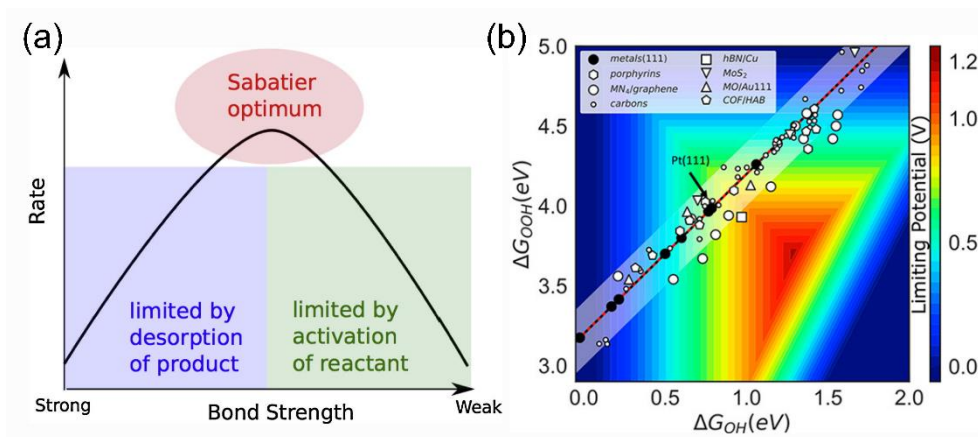 (a)
Sabatier
optimum
Rate
limited by
desorption
of product
limited by
activation
of reactant
Strong
Bond Strength
Weak
(b)
5.0
4.5
4.0
3.5
3.0
ΔG_OOH(eV)
metals(111)
porphyrins
MN₄/graphene
carbons
hBN/Cu
MoS₂
MO/Au111
COF/HAB
Pt(111)
0.0
0.5
1.0
1.5
2.0
ΔG_OH(eV)
1.2
1.0
0.5
0.0
Limiting Potential (V)